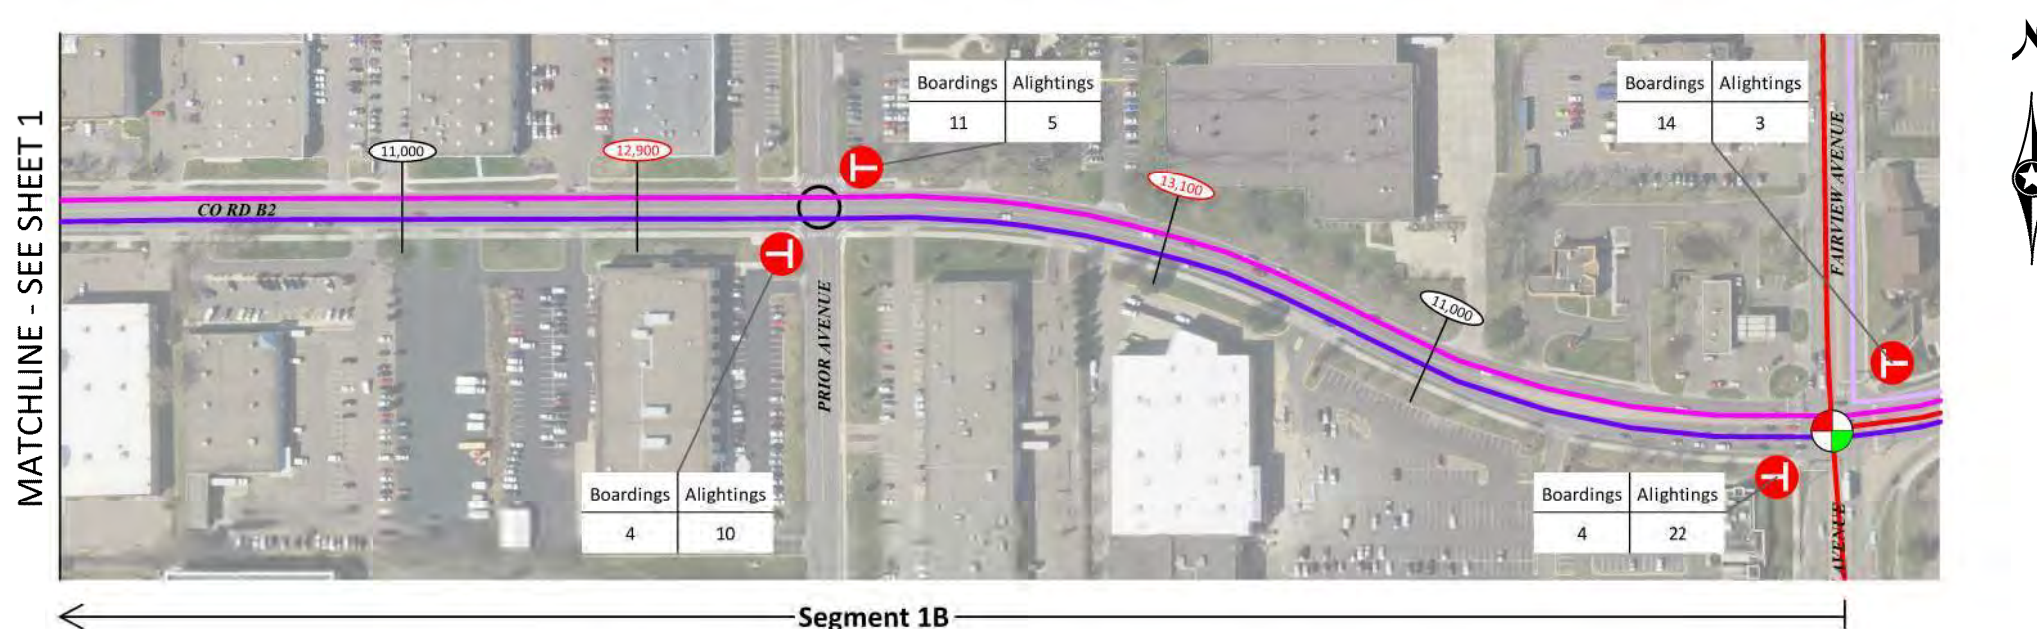 MATCHLINE - SEE SHEET 1
Boardings Alightings
11 5
Boardings Alightings
14 3
11,000
12,900
13,100
CO RD B2
FAIRVIEW AVENUE
11,000
PRIOR AVENUE
Boardings Alightings
4 10
Boardings Alightings
4 22
AVENUE
Segment 1B